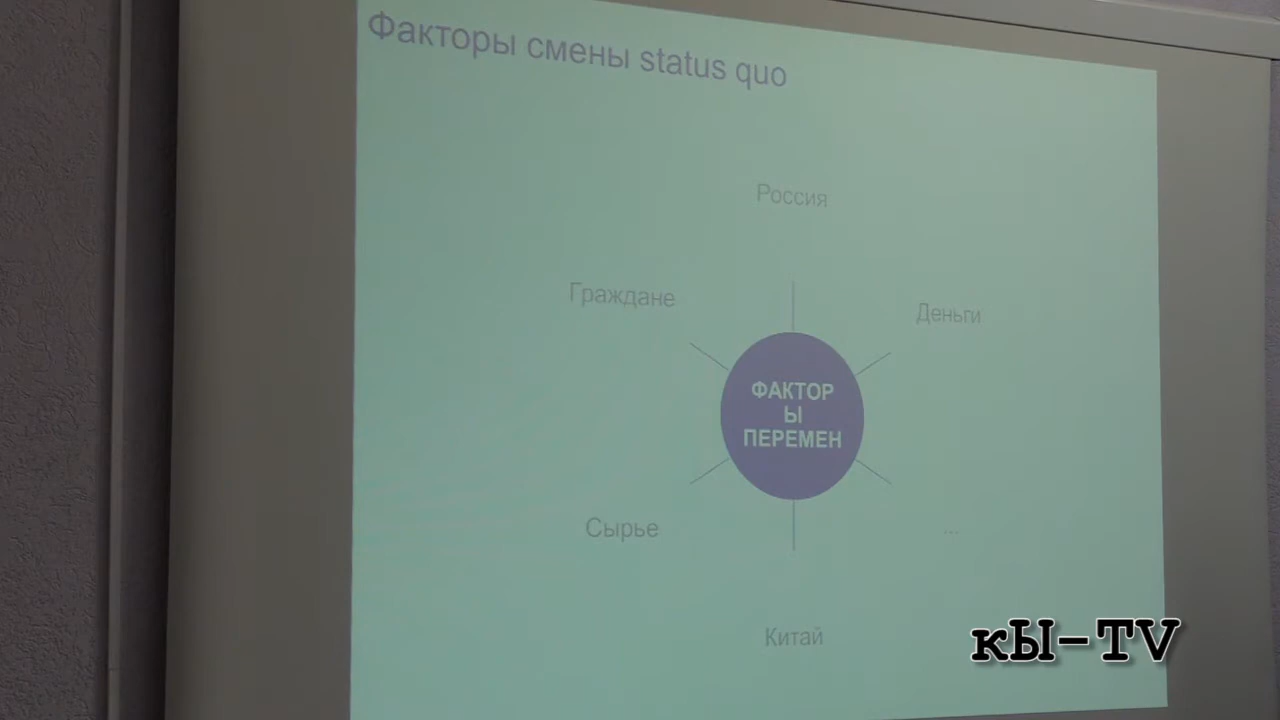 Факторы смены status quo
Россия
Граждане
Деньги
ФАКТОР
Ы
ПЕРЕМЕН
Сырье
...
Китай
кЫ-TV